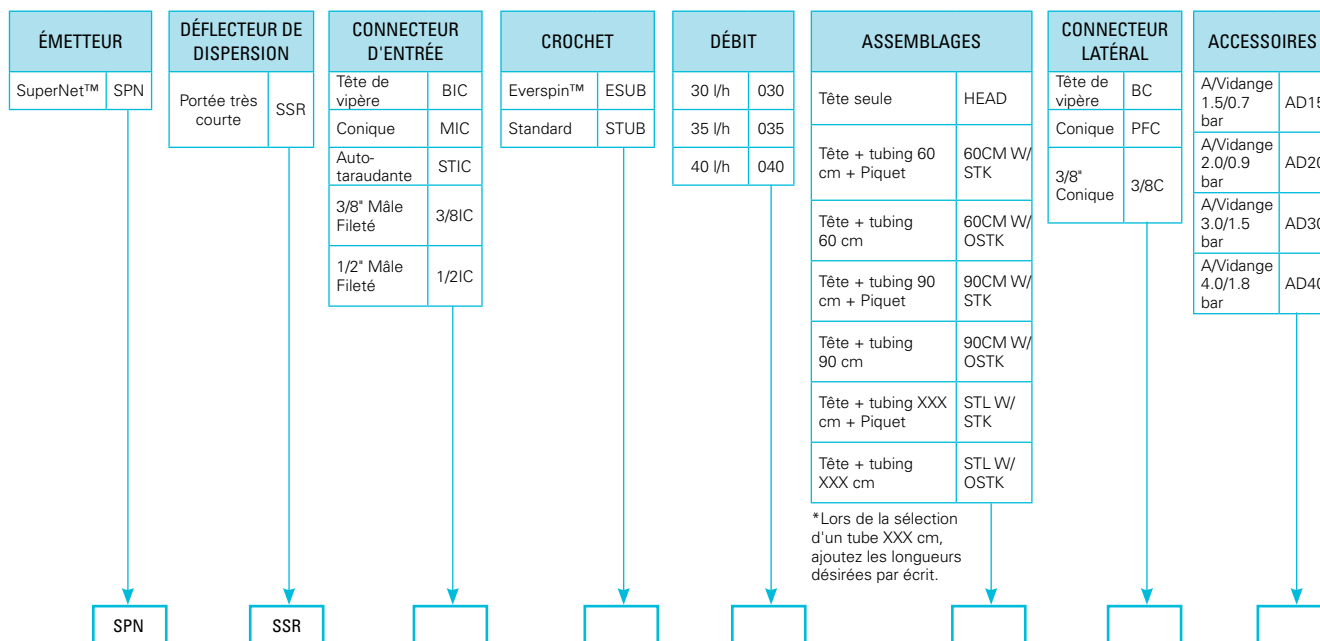 ÉMETTEUR
SuperNet™ SPN
DÉFLECTEUR DE
DISPERSION
Portée très
courte
SSR
CONNECTEUR
D'ENTRÉE
Tête de
vipère
BIC
Conique MIC
Auto-
taraudante
STIC
3/8" Mâle
Fileté
3/8IC
1/2" Mâle
Fileté
1/2IC
CROCHET
Everspin™ ESUB
Standard STUB
DÉBIT
30 l/h 030
35 l/h 035
40 l/h 040
ASSEMBLAGES
Tête seule HEAD
Tête + tubing 60
cm + Piquet
60CM W/
STK
Tête + tubing
60 cm
60CM W/
OSTK
Tête + tubing 90
cm + Piquet
90CM W/
STK
Tête + tubing
90 cm
90CM W/
OSTK
Tête + tubing XXX
cm + Piquet
STL W/
STK
Tête + tubing
XXX cm
STL W/
OSTK
*Lors de la sélection
d'un tube XXX cm,
ajoutez les longueurs
désirées par écrit.
CONNECTEUR
LATÉRAL
Tête de
vipère
BC
Conique PFC
3/8"
Conique
3/8C
ACCESSOIRES
A/Vidange
1.5/0.7
bar
AD15
A/Vidange
2.0/0.9
bar
AD20
A/Vidange
3.0/1.5
bar
AD30
A/Vidange
4.0/1.8
bar
AD40
SPN
SSR